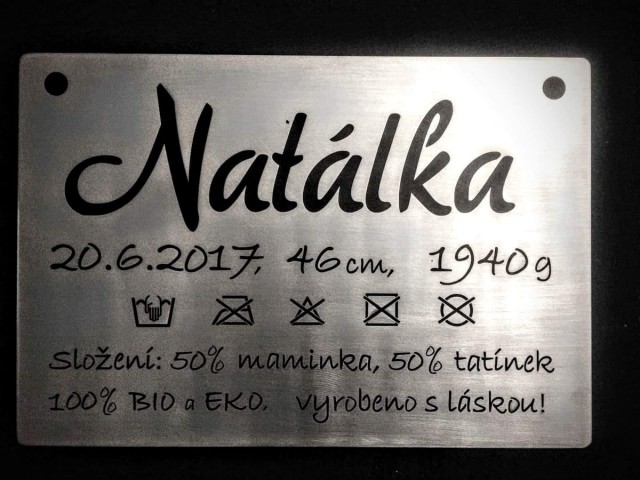 Natálka
20.6.2017, 46cm, 1940g
Složení: 50% maminka, 50% tatínek
100% BIO a EKO. vyrobeno s láskou!